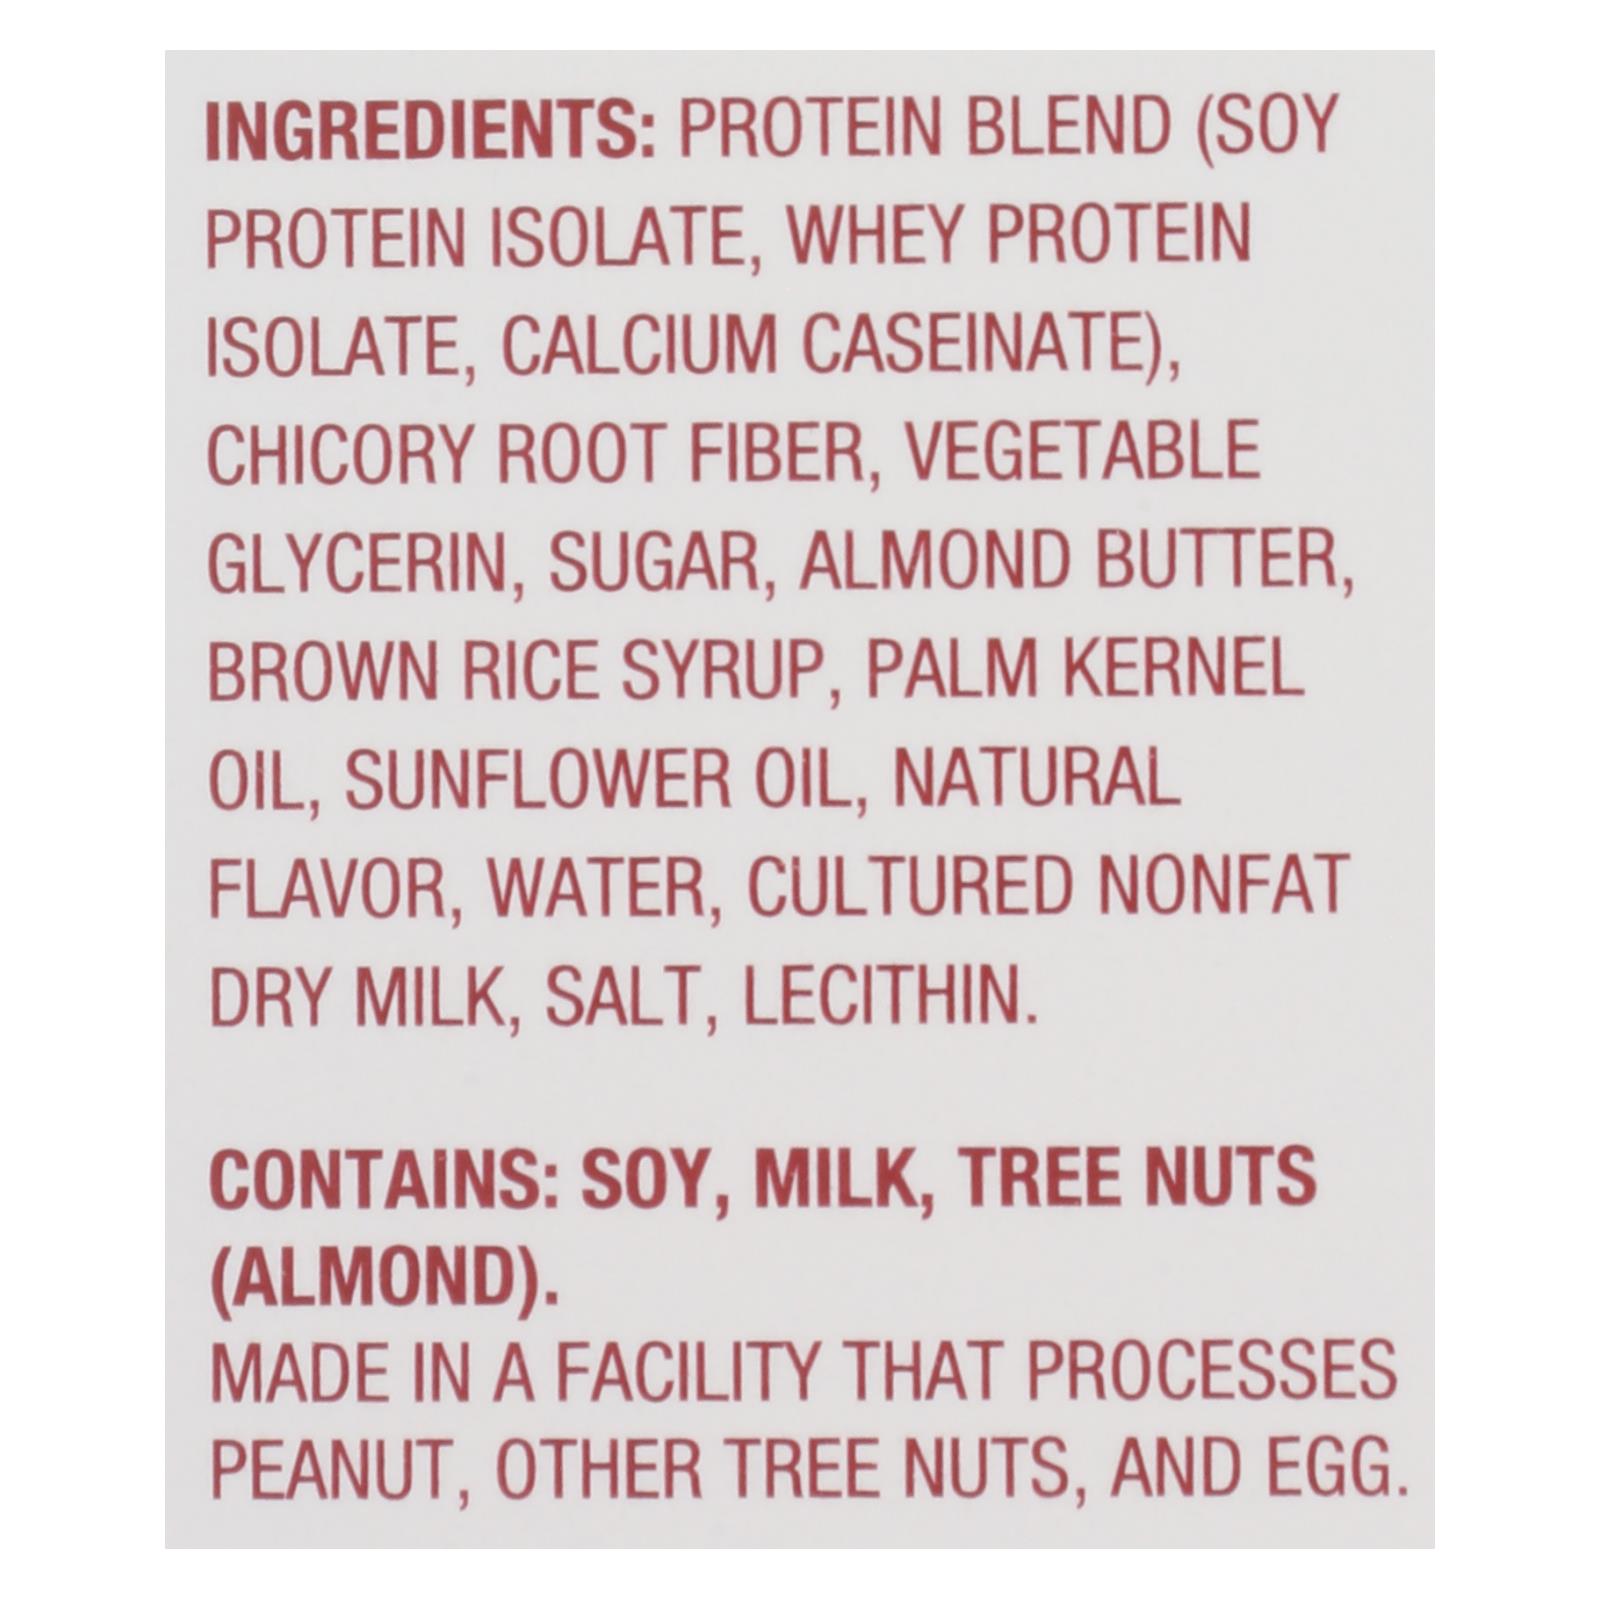 INGREDIENTS: PROTEIN BLEND (SOY
PROTEIN ISOLATE, WHEY PROTEIN
ISOLATE, CALCIUM CASEINATE),
CHICORY ROOT FIBER, VEGETABLE
GLYCERIN, SUGAR, ALMOND BUTTER,
BROWN RICE SYRUP, PALM KERNEL
OIL, SUNFLOWER OIL, NATURAL
FLAVOR, WATER, CULTURED NONFAT
DRY MILK, SALT, LECITHIN.
CONTAINS: SOY, MILK, TREE NUTS
(ALMOND).
MADE IN A FACILITY THAT PROCESSES
PEANUT, OTHER TREE NUTS, AND EGG.